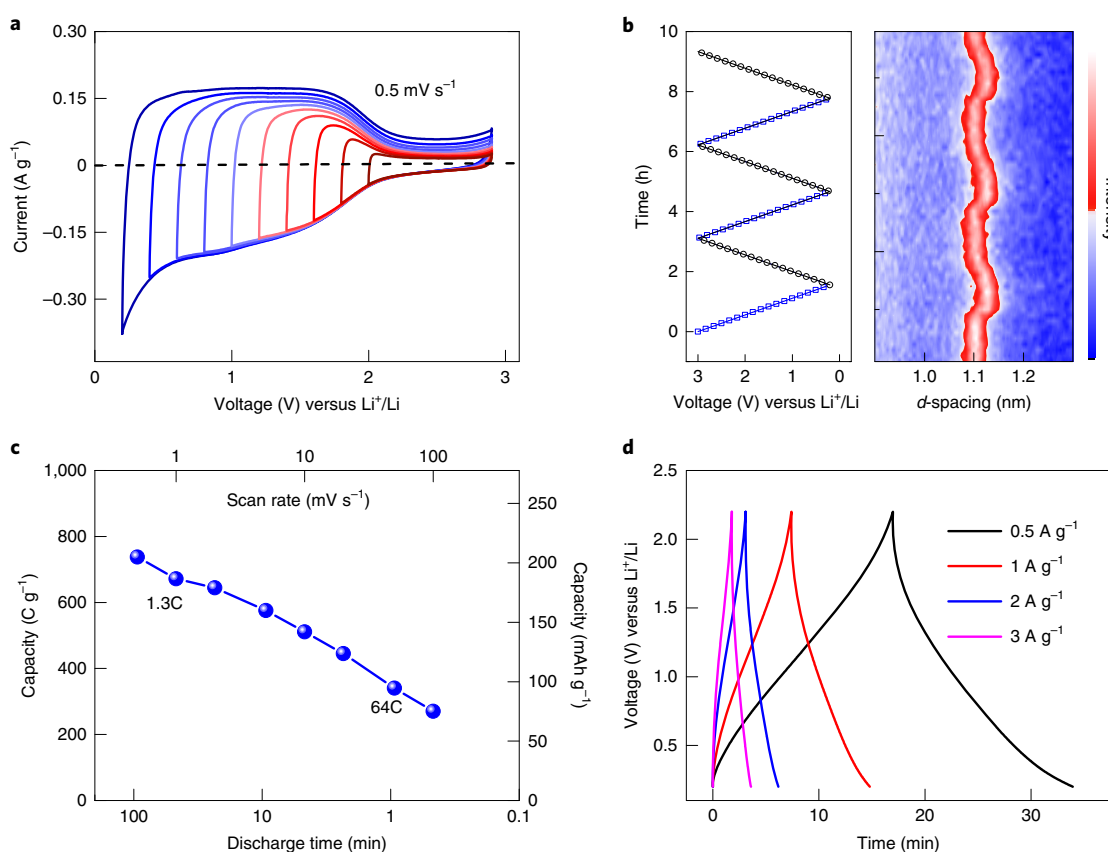 a
0.30
0.15
0
−0.15
−0.30
Current (A g⁻¹)
0.5 mV s⁻¹
0 1 2 3
Voltage (V) versus Li⁺/Li
b
10
8
6
4
2
0
Time (h)
3 2 1 0
Voltage (V) versus Li⁺/Li
1.0 1.1 1.2
d-spacing (nm)
c
1 10 100
Scan rate (mV s⁻¹)
1,000
800
600
400
200
0
Capacity (C g⁻¹)
1.3C
64C
250
200
150
100
50
0
Capacity (mAh g⁻¹)
100 10 1 0.1
Discharge time (min)
d
2.5
2.0
1.5
1.0
0.5
Voltage (V) versus Li⁺/Li
0.5 A g⁻¹
1 A g⁻¹
2 A g⁻¹
3 A g⁻¹
0 10 20 30
Time (min)